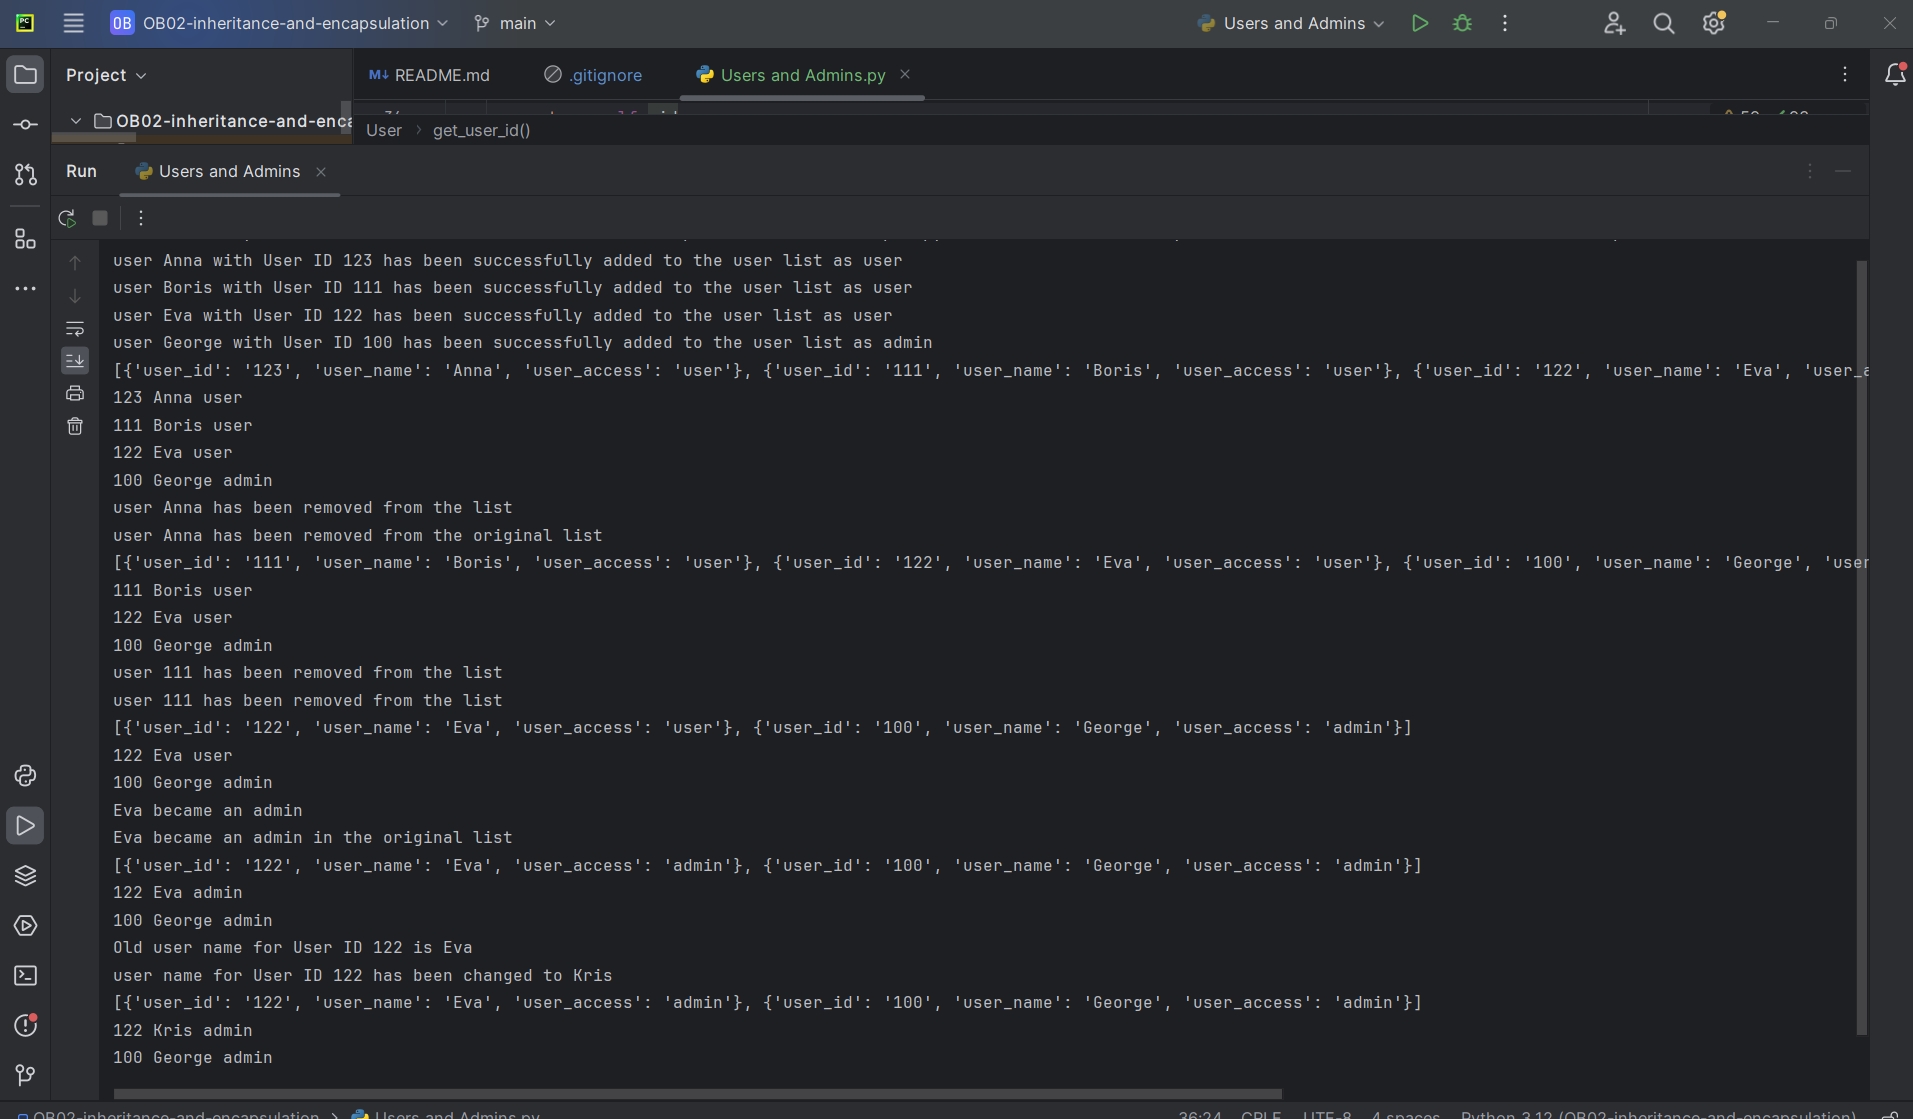 OB OB02-inheritance-and-encapsulation main Users and Admins
Project README.md .gitignore Users and Admins.py
OB02-inheritance-and-enca
User get_user_id()
Run Users and Admins
user Anna with User ID 123 has been successfully added to the user list as user
user Boris with User ID 111 has been successfully added to the user list as user
user Eva with User ID 122 has been successfully added to the user list as user
user George with User ID 100 has been successfully added to the user list as admin
[{'user_id': '123', 'user_name': 'Anna', 'user_access': 'user'}, {'user_id': '111', 'user_name': 'Boris', 'user_access': 'user'}, {'user_id': '122', 'user_name': 'Eva', 'user_a
123 Anna user
111 Boris user
122 Eva user
100 George admin
user Anna has been removed from the list
user Anna has been removed from the original list
[{'user_id': '111', 'user_name': 'Boris', 'user_access': 'user'}, {'user_id': '122', 'user_name': 'Eva', 'user_access': 'user'}, {'user_id': '100', 'user_name': 'George', 'user
111 Boris user
122 Eva user
100 George admin
user 111 has been removed from the list
user 111 has been removed from the list
[{'user_id': '122', 'user_name': 'Eva', 'user_access': 'user'}, {'user_id': '100', 'user_name': 'George', 'user_access': 'admin'}]
122 Eva user
100 George admin
Eva became an admin
Eva became an admin in the original list
[{'user_id': '122', 'user_name': 'Eva', 'user_access': 'admin'}, {'user_id': '100', 'user_name': 'George', 'user_access': 'admin'}]
122 Eva admin
100 George admin
Old user name for User ID 122 is Eva
user name for User ID 122 has been changed to Kris
[{'user_id': '122', 'user_name': 'Eva', 'user_access': 'admin'}, {'user_id': '100', 'user_name': 'George', 'user_access': 'admin'}]
122 Kris admin
100 George admin
OB02-inheritance-and-encapsulation > Users and Admins.py 36:24 CRLF UTF-8 4 spaces Python 3.12 (OB02-inheritance-and-encapsulation)